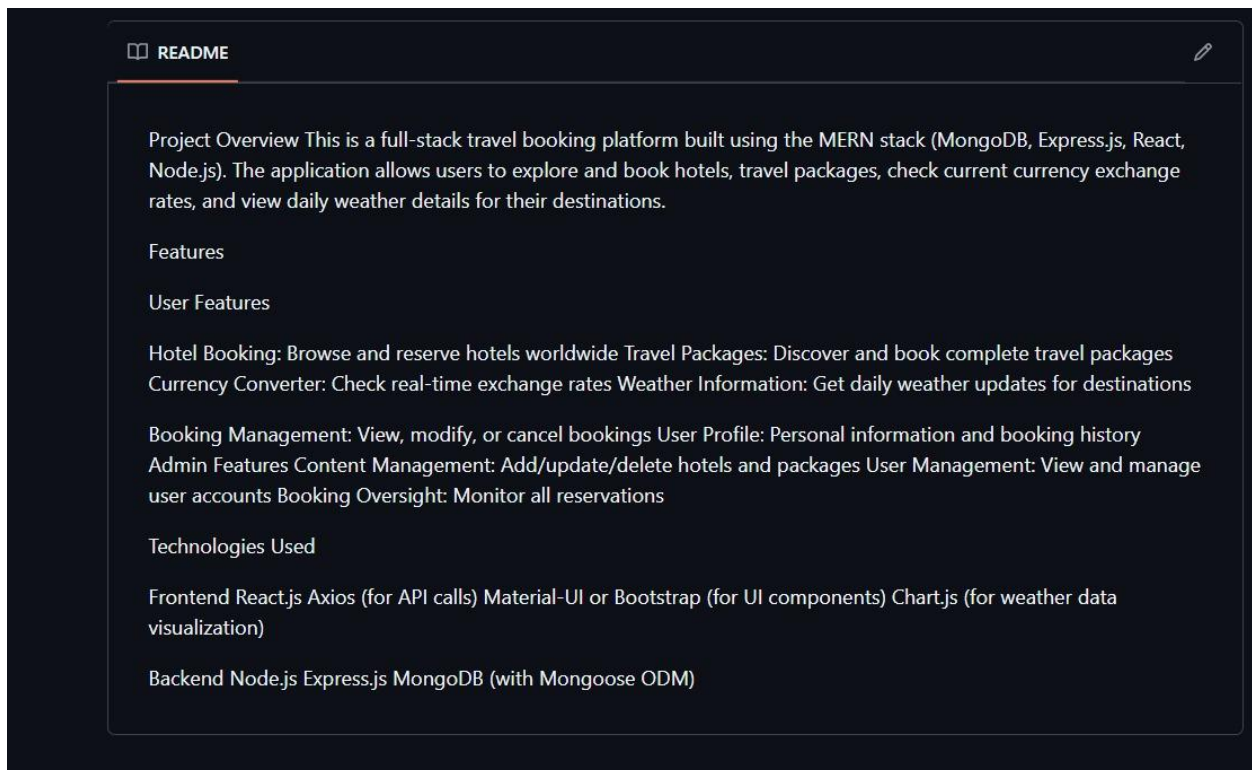 README
Project Overview This is a full-stack travel booking platform built using the MERN stack (MongoDB, Express.js, React,
Node.js). The application allows users to explore and book hotels, travel packages, check current currency exchange
rates, and view daily weather details for their destinations.
Features
User Features
Hotel Booking: Browse and reserve hotels worldwide Travel Packages: Discover and book complete travel packages
Currency Converter: Check real-time exchange rates Weather Information: Get daily weather updates for destinations
Booking Management: View, modify, or cancel bookings User Profile: Personal information and booking history
Admin Features Content Management: Add/update/delete hotels and packages User Management: View and manage
user accounts Booking Oversight: Monitor all reservations
Technologies Used
Frontend React.js Axios (for API calls) Material-UI or Bootstrap (for UI components) Chart.js (for weather data
visualization)
Backend Node.js Express.js MongoDB (with Mongoose ODM)